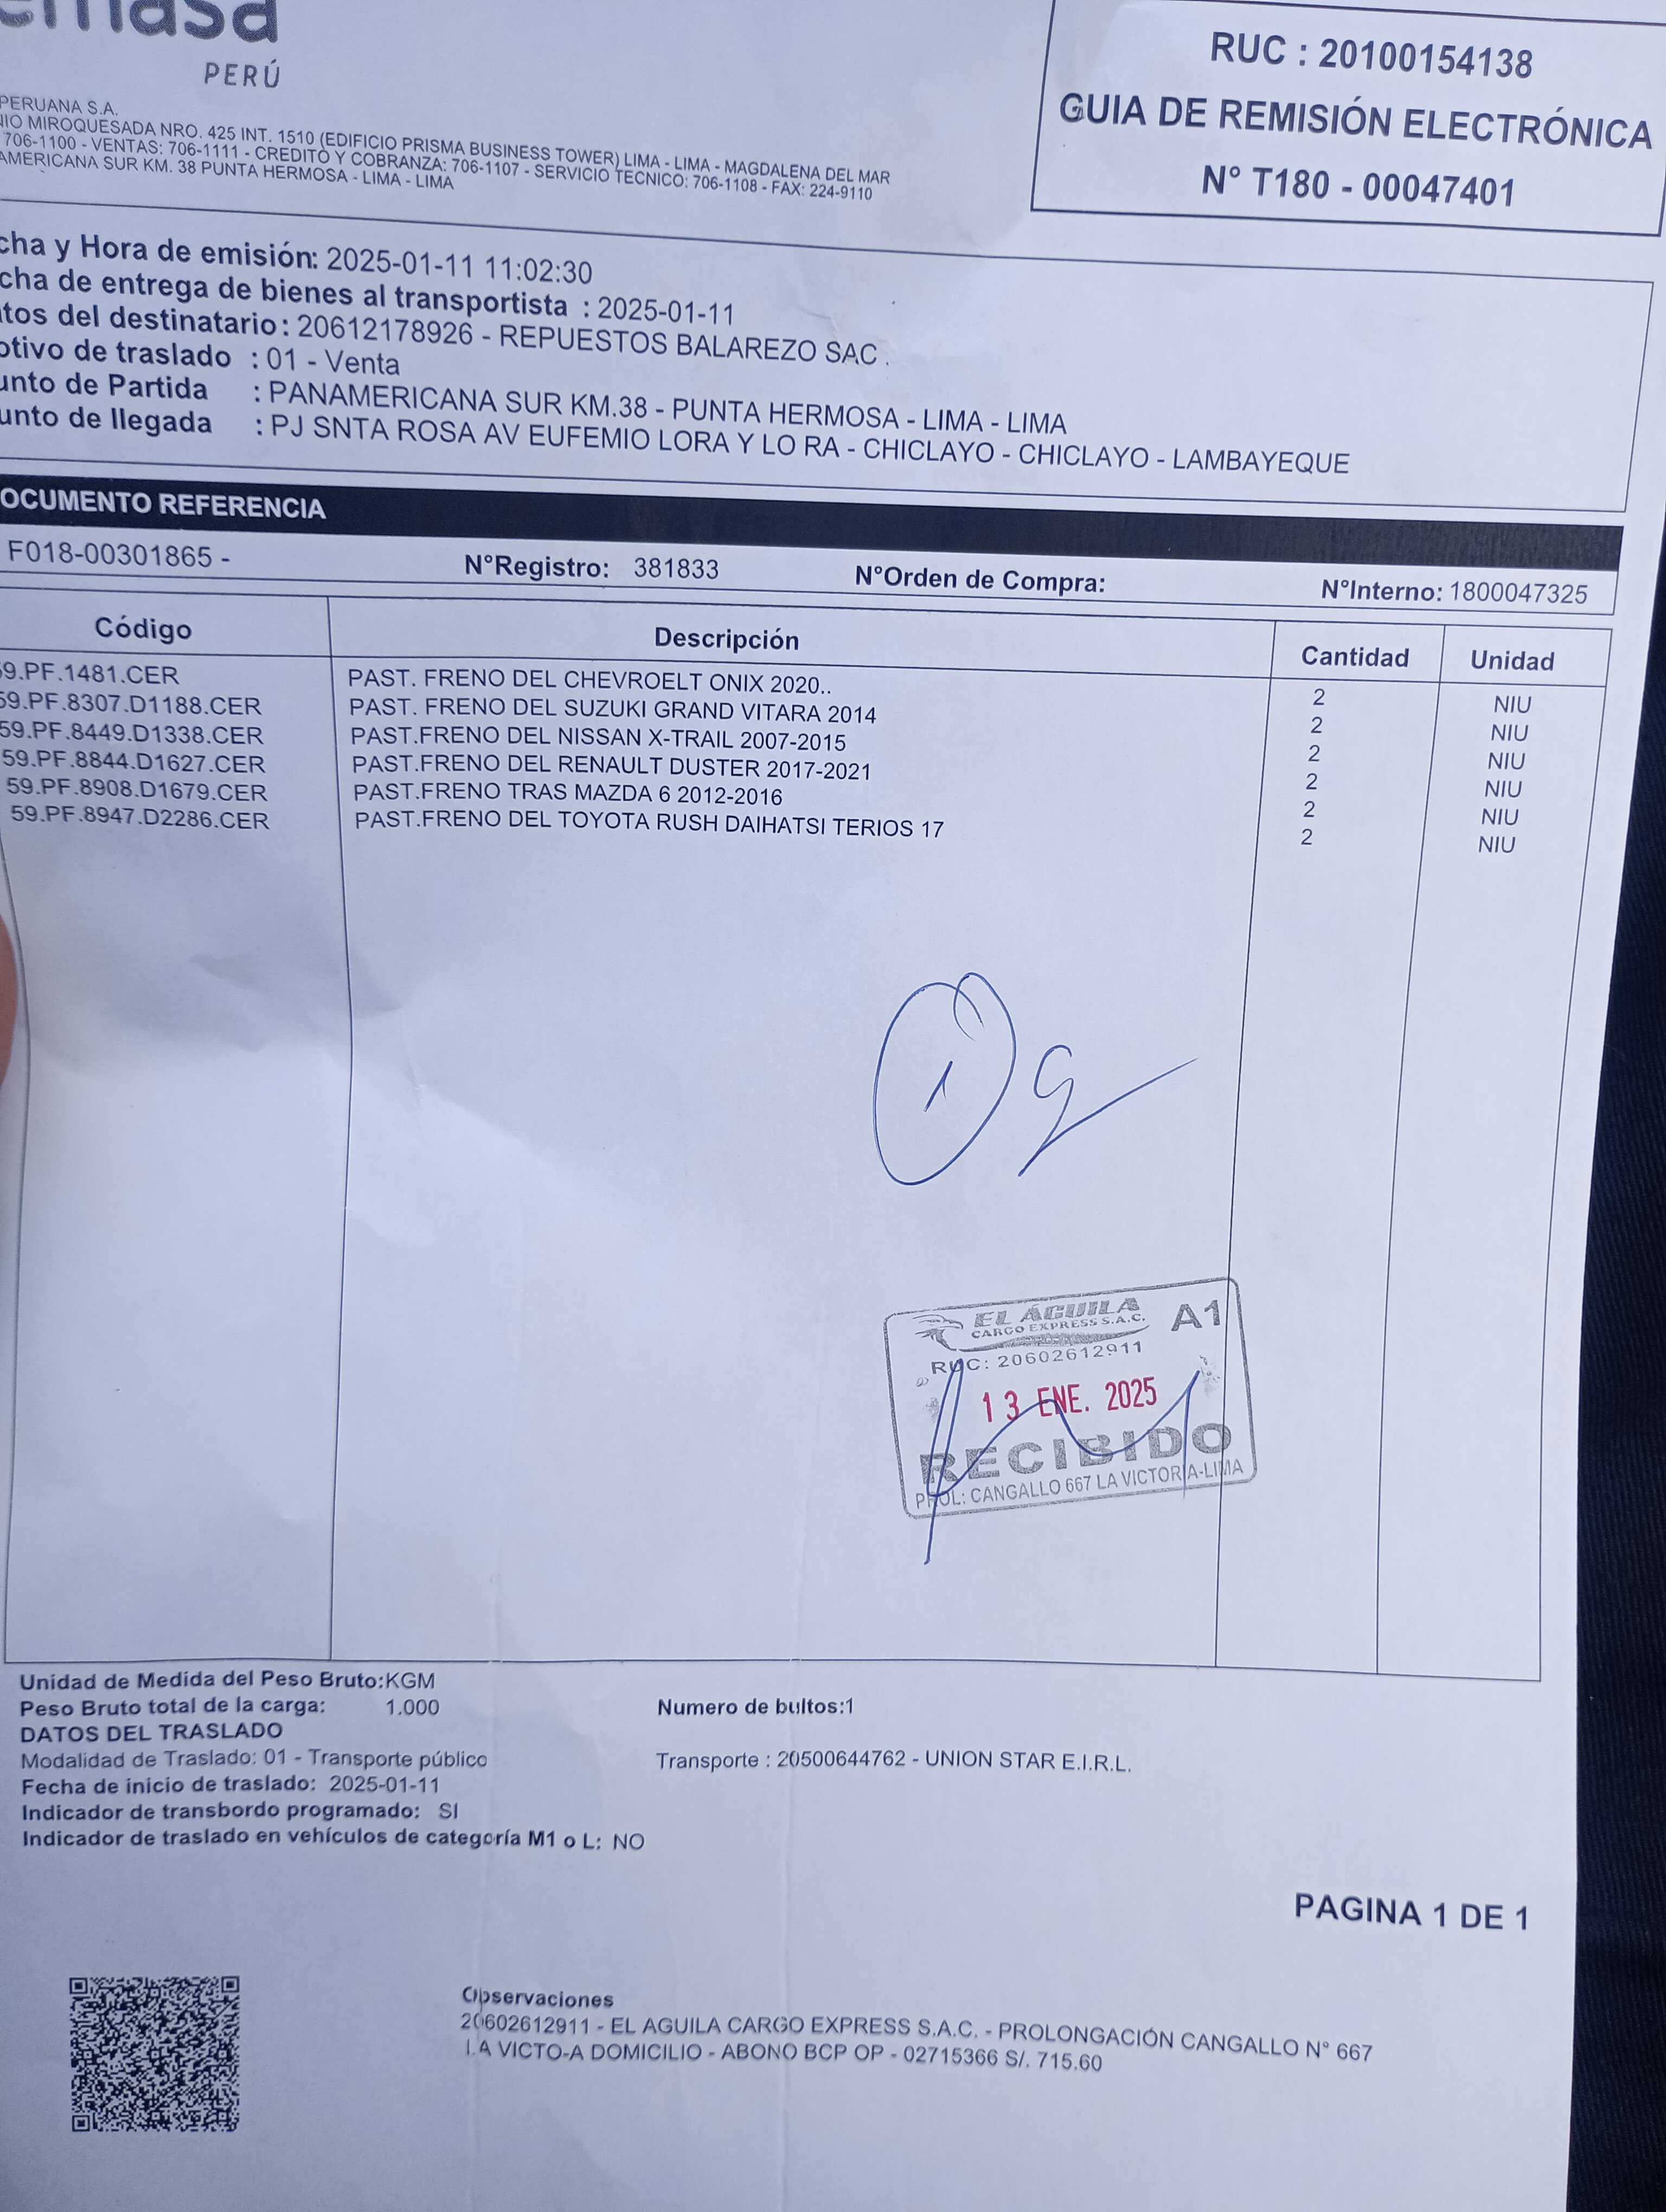 emasa
PERÚ
PERUANA S.A.
NIO MIROQUESADA NRO. 425 INT. 1510 (EDIFICIO PRISMA BUSINESS TOWER) LIMA - LIMA - MAGDALENA DEL MAR
706-1100 - VENTAS: 706-1111 - CREDITO Y COBRANZA: 706-1107 - SERVICIO TECNICO: 706-1108 - FAX: 224-9110
AMERICANA SUR KM. 38 PUNTA HERMOSA - LIMA - LIMA
RUC : 20100154138
GUIA DE REMISIÓN ELECTRÓNICA
N° T180 - 00047401
cha y Hora de emisión: 2025-01-11 11:02:30
cha de entrega de bienes al transportista : 2025-01-11
tos del destinatario : 20612178926 - REPUESTOS BALAREZO SAC .
otivo de traslado : 01 - Venta
unto de Partida : PANAMERICANA SUR KM.38 - PUNTA HERMOSA - LIMA - LIMA
unto de llegada : PJ SNTA ROSA AV EUFEMIO LORA Y LO RA - CHICLAYO - CHICLAYO - LAMBAYEQUE
OCUMENTO REFERENCIA
F018-00301865 - N°Registro: 381833 N°Orden de Compra: N°Interno: 1800047325
Código Descripción Cantidad Unidad
59.PF.1481.CER PAST. FRENO DEL CHEVROELT ONIX 2020.. 2 NIU
59.PF.8307.D1188.CER PAST. FRENO DEL SUZUKI GRAND VITARA 2014 2 NIU
59.PF.8449.D1338.CER PAST.FRENO DEL NISSAN X-TRAIL 2007-2015 2 NIU
59.PF.8844.D1627.CER PAST.FRENO DEL RENAULT DUSTER 2017-2021 2 NIU
59.PF.8908.D1679.CER PAST.FRENO TRAS MAZDA 6 2012-2016 2 NIU
59.PF.8947.D2286.CER PAST.FRENO DEL TOYOTA RUSH DAIHATSI TERIOS 17 2 NIU
1
EL ÁGUILA A1
CARGO EXPRESS S.A.C.
RUC: 20602612911
13 ENE. 2025
RECIBIDO
PROL: CANGALLO 667 LA VICTORIA-LIMA
Unidad de Medida del Peso Bruto:KGM
Peso Bruto total de la carga: 1.000 Numero de bultos:1
DATOS DEL TRASLADO
Modalidad de Traslado: 01 - Transporte público Transporte : 20500644762 - UNION STAR E.I.R.L.
Fecha de inicio de traslado: 2025-01-11
Indicador de transbordo programado: SI
Indicador de traslado en vehículos de categoría M1 o L: NO
PAGINA 1 DE 1
Observaciones
20602612911 - EL AGUILA CARGO EXPRESS S.A.C. - PROLONGACIÓN CANGALLO N° 667
LA VICTO-A DOMICILIO - ABONO BCP OP - 02715366 S/. 715.60